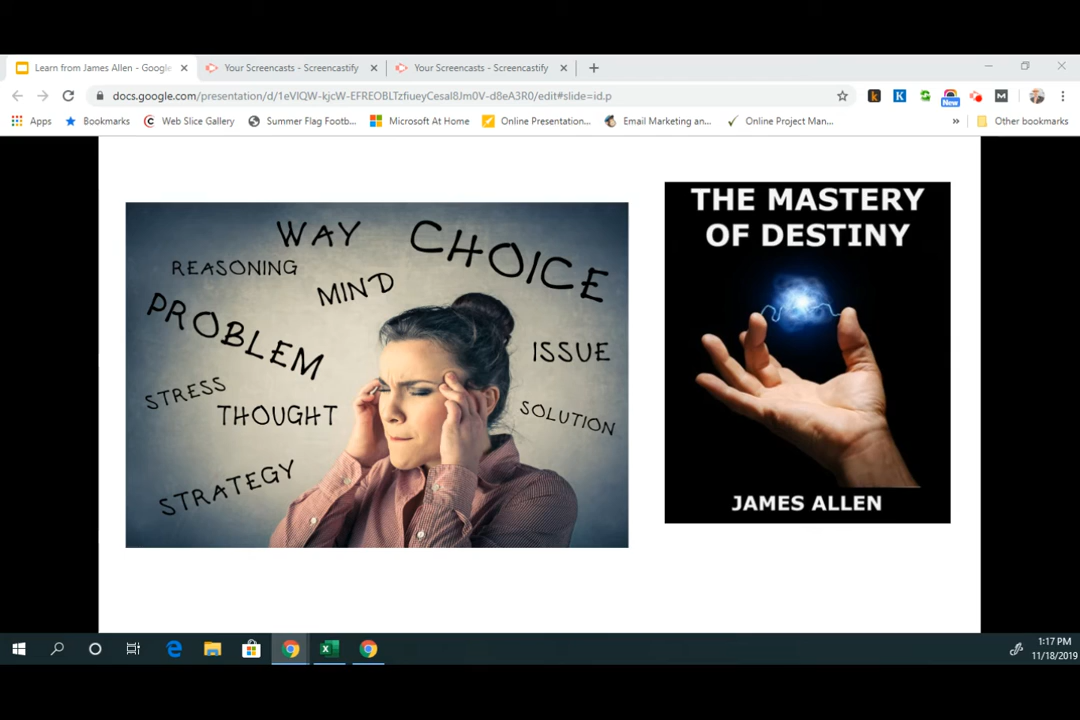 Learn from James Allen - Google
Your Screencasts - Screencastify
Your Screencasts - Screencastify
docs.google.com/presentation/d/1eVlQW-kjcW-EFREOBLTzfiueyCesal8Jm0V-d8eA3R0/edit#slide=id.p
New
Apps
Bookmarks
Web Slice Gallery
Summer Flag Footb...
Microsoft At Home
Online Presentation...
Email Marketing an...
Online Project Man...
»
Other bookmarks
WAY
CHOICE
REASONING
MIND
PROBLEM
ISSUE
STRESS
THOUGHT
SOLUTION
STRATEGY
THE MASTERY
OF DESTINY
JAMES ALLEN
1:17 PM
11/18/2019